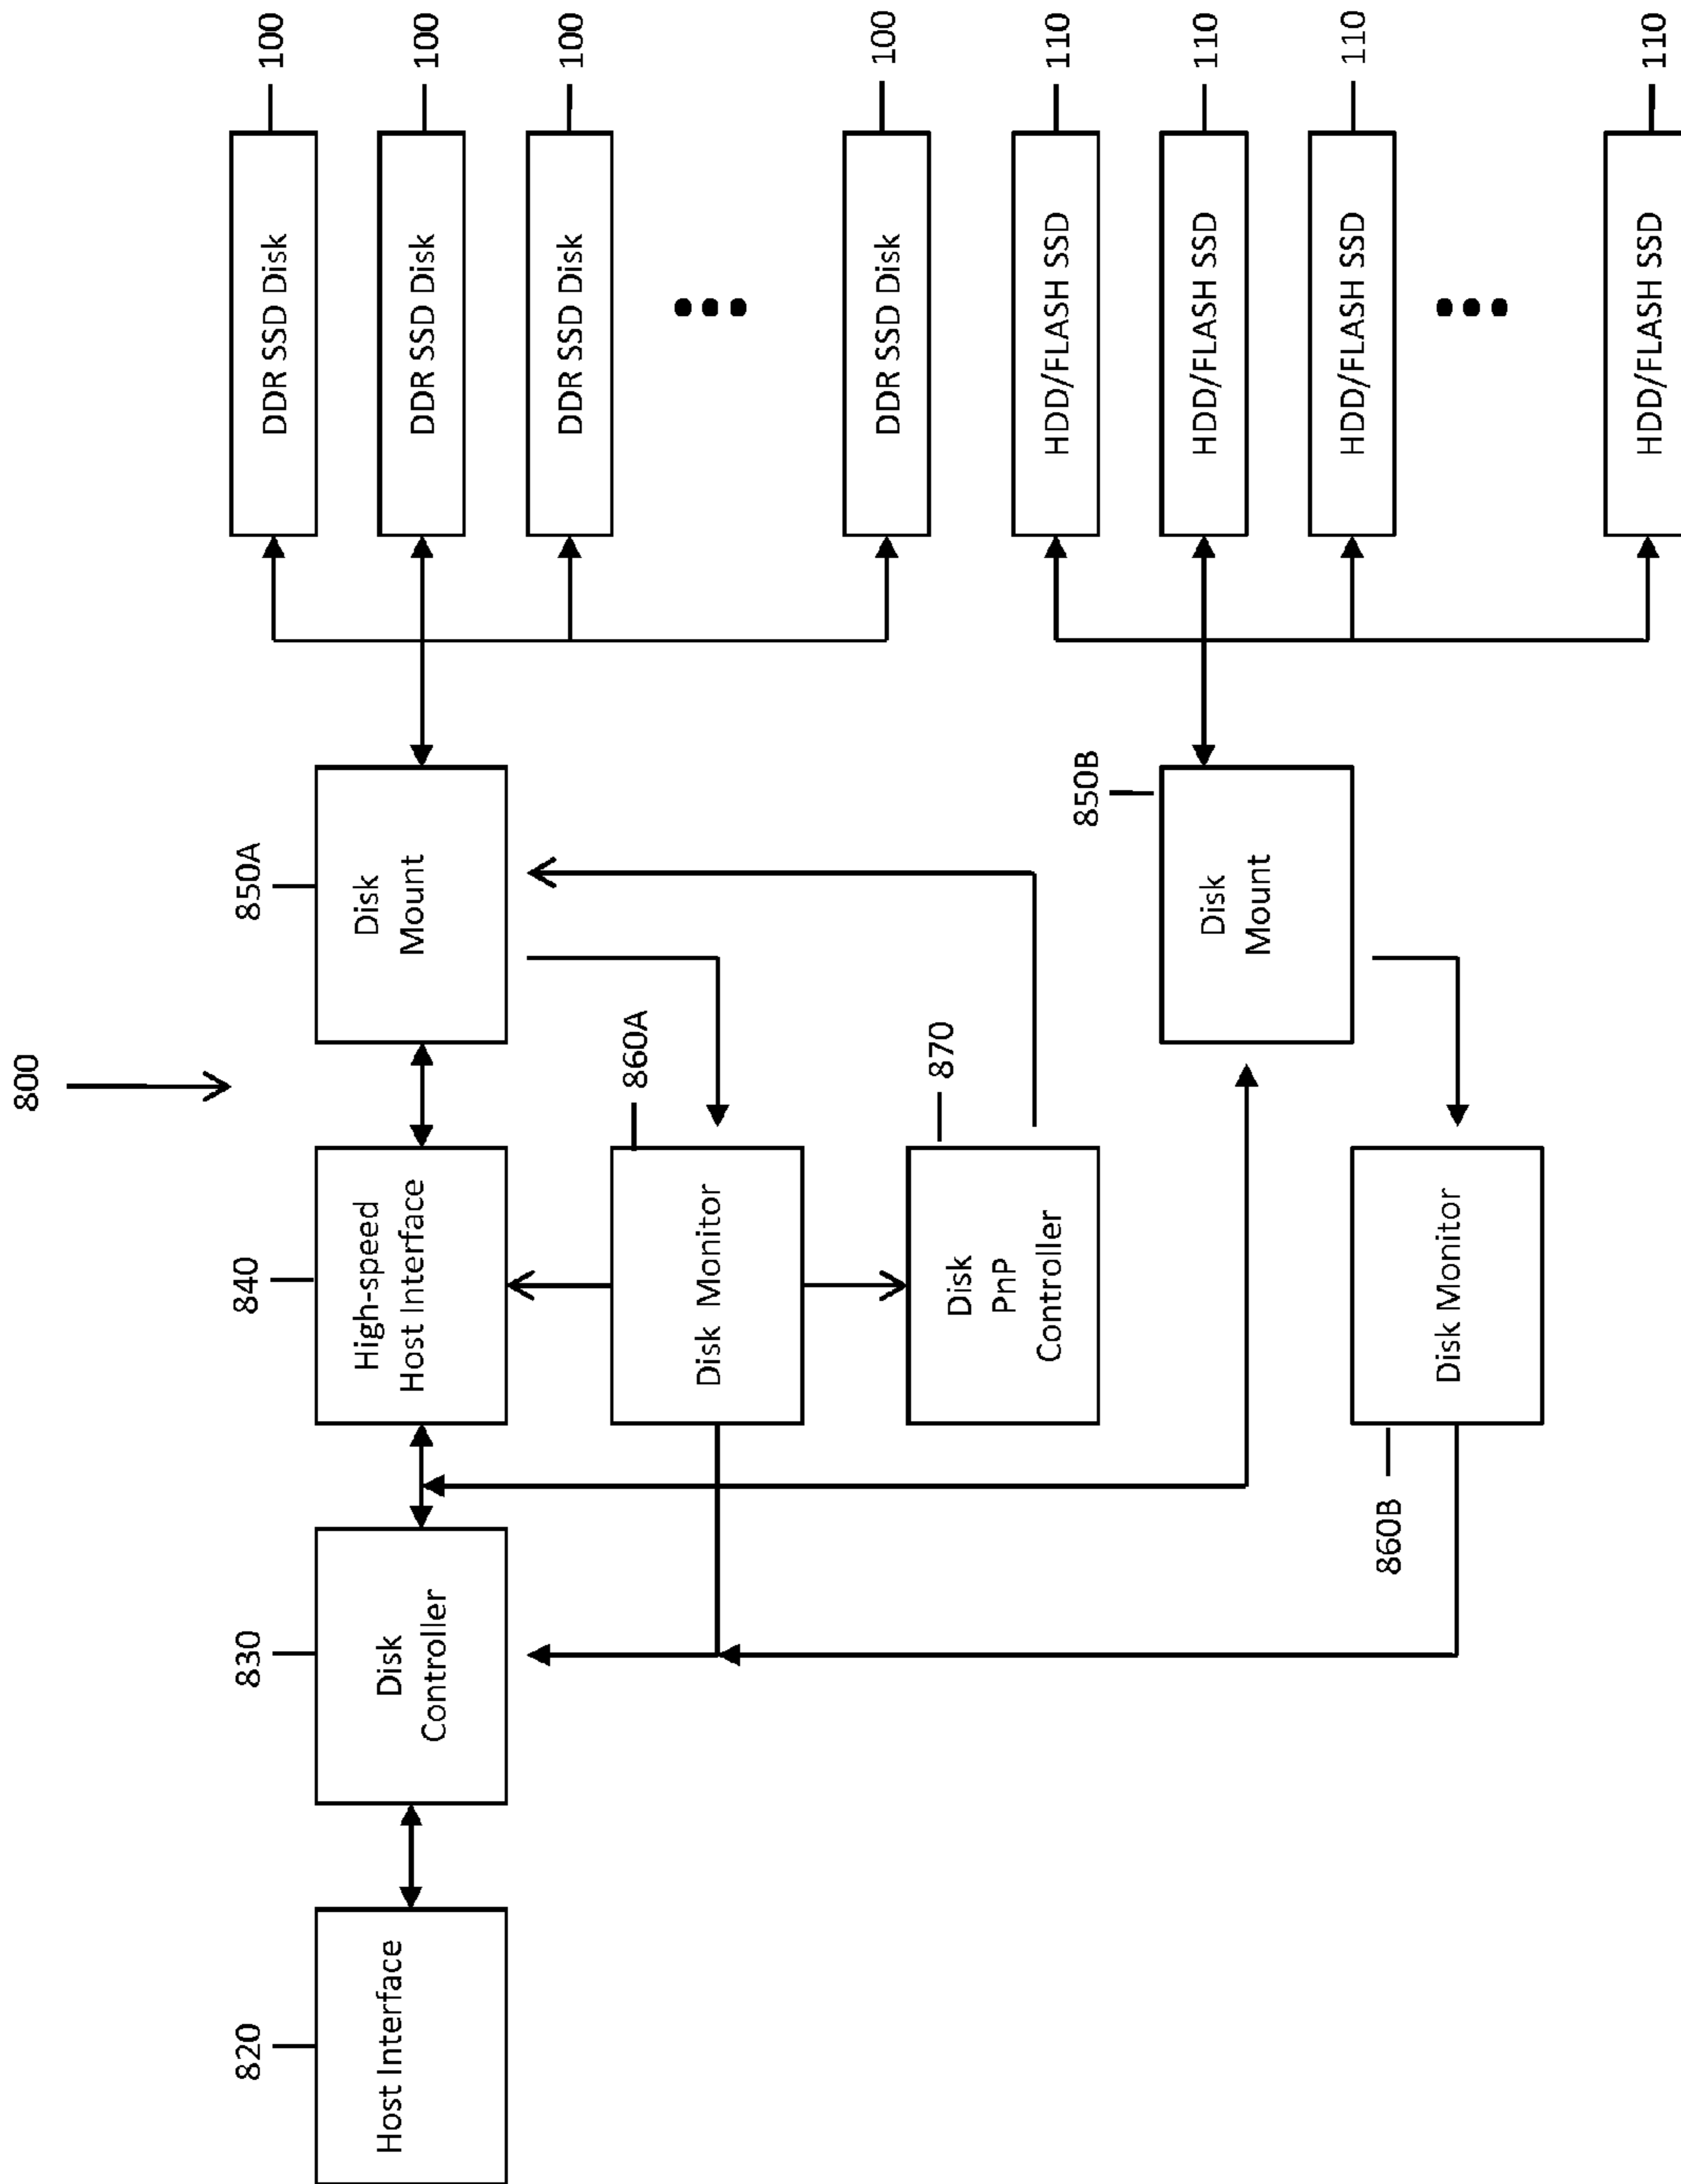 800
820
Host Interface
830
Disk
Controller
840
High-speed
Host Interface
850A
Disk
Mount
DDR SSD Disk
100
DDR SSD Disk
100
DDR SSD Disk
100
DDR SSD Disk
100
860A
Disk Monitor
870
Disk
PnP
Controller
850B
Disk
Mount
860B
Disk Monitor
HDD/FLASH SSD
110
HDD/FLASH SSD
110
HDD/FLASH SSD
110
HDD/FLASH SSD
110